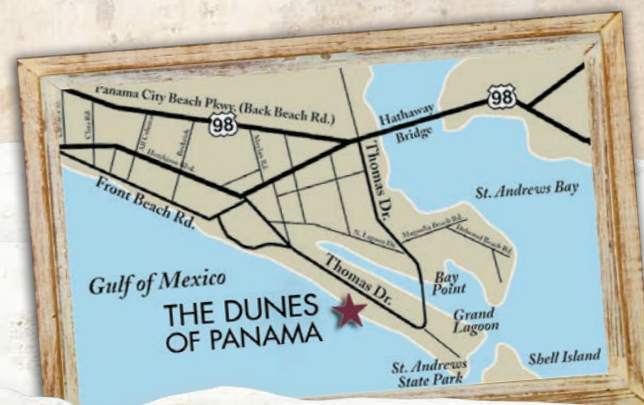 Panama City Beach Pkwy. (Back Beach Rd.)
98
98
Hathaway
Bridge
Clara Rd.
Front Beach Rd.
Thomas Dr.
St. Andrews Bay
N. Lagoon Dr.
Magnolia Beach Rd.
Gulf of Mexico
THE DUNES
OF PANAMA
Thomas Dr.
Bay
Point
Grand
Lagoon
St. Andrews
State Park
Shell Island